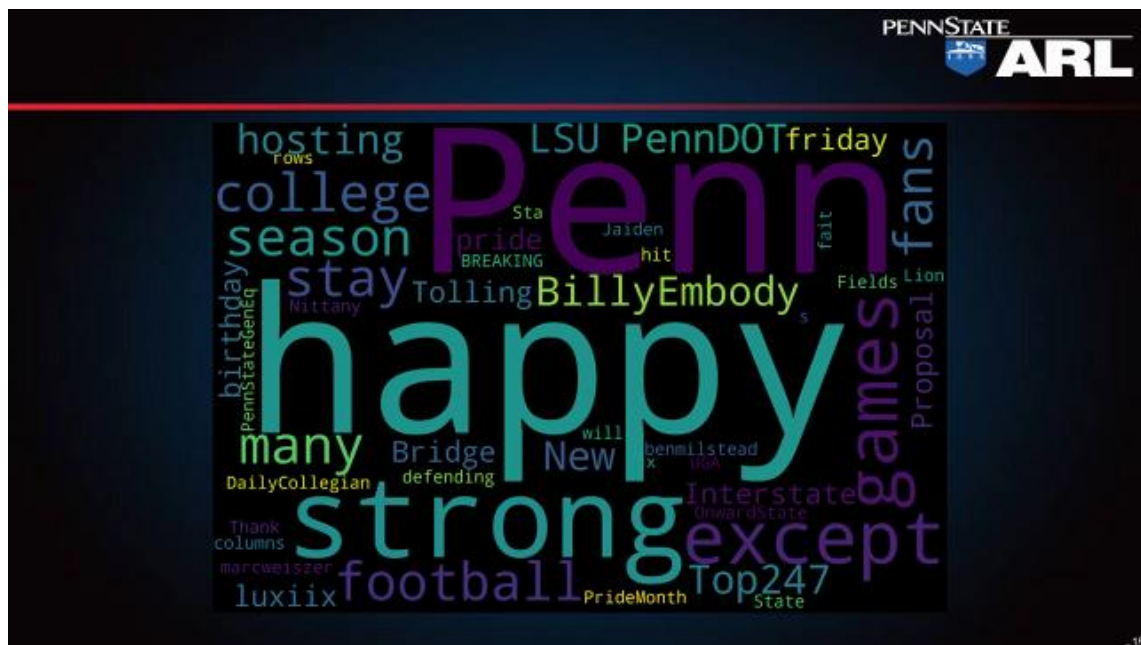 PENNSTATE
ARL
hosting
rows
LSU
PennDOT
friday
Penn
fans
college
Sta
Jaiden
fait
season
pride
BREAKING
hit
stay
Tolling
BillyEmbody
Fields
Lion
Nittany
birthday
PennStateGenEq
s
games
Proposal
happy
many
Bridge
will
New
benmilstead
x
UGA
DailyCollegian
defending
strong
Interstate
OnwardState
except
Thank
columns
marcweiszer
football
Top247
luxiix
PrideMonth
State